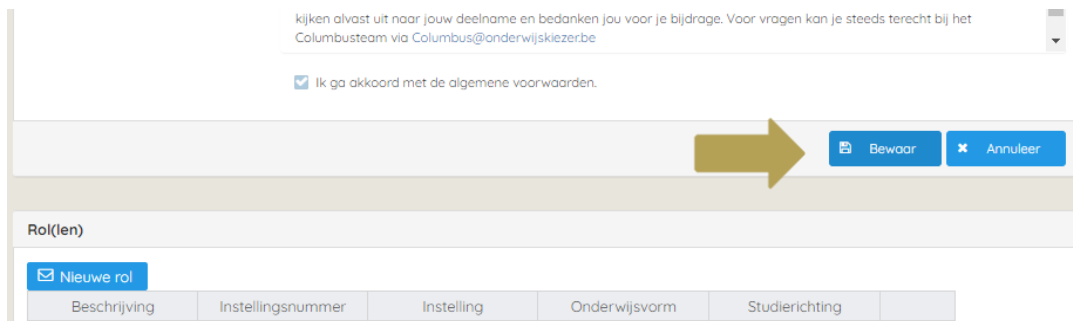 kijken alvast uit naar jouw deelname en bedanken jou voor je bijdrage. Voor vragen kan je steeds terecht bij het
Columbusteam via Columbus@onderwijskiezer.be
Ik ga akkoord met de algemene voorwaarden.
Bewaar Annuleer
Rol(len)
Nieuwe rol
Beschrijving Instellingsnummer Instelling Onderwijsvorm Studierichting